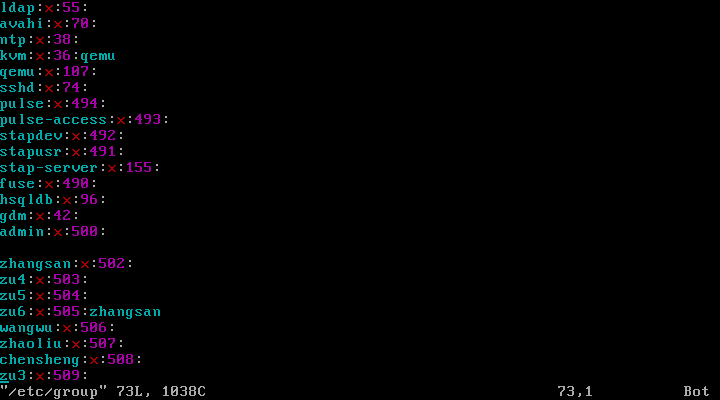 ldap:x:55:
avahi:x:70:
ntp:x:38:
kvm:x:36:qemu
qemu:x:107:
sshd:x:74:
pulse:x:494:
pulse-access:x:493:
stapdev:x:492:
stapusr:x:491:
stap-server:x:155:
fuse:x:490:
hsqldb:x:96:
gdm:x:42:
admin:x:500:
zhangsan:x:502:
zu4:x:503:
zu5:x:504:
zu6:x:505:zhangsan
wangwu:x:506:
zhaoliu:x:507:
chensheng:x:508:
zu3:x:509:
"/etc/group" 73L, 1038C 73,1 Bot